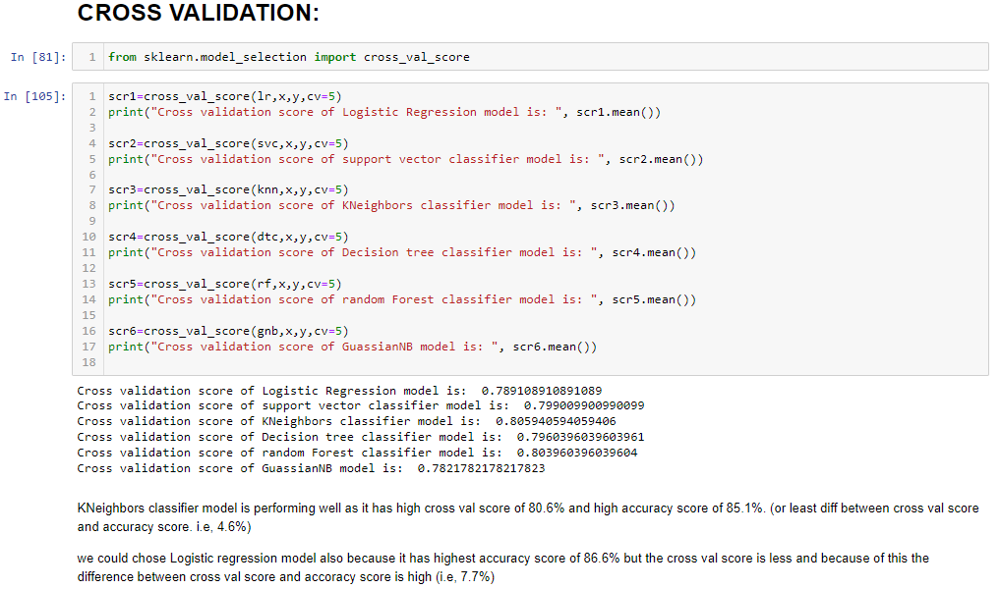 CROSS VALIDATION:
In [81]: 1 from sklearn.model_selection import cross_val_score
In [105]: 1 scr1=cross_val_score(lr,x,y,cv=5)
2 print("Cross validation score of Logistic Regression model is: ", scr1.mean())
3
4 scr2=cross_val_score(svc,x,y,cv=5)
5 print("Cross validation score of support vector classifier model is: ", scr2.mean())
6
7 scr3=cross_val_score(knn,x,y,cv=5)
8 print("Cross validation score of KNeighbors classifier model is: ", scr3.mean())
9
10 scr4=cross_val_score(dtc,x,y,cv=5)
11 print("Cross validation score of Decision tree classifier model is: ", scr4.mean())
12
13 scr5=cross_val_score(rf,x,y,cv=5)
14 print("Cross validation score of random Forest classifier model is: ", scr5.mean())
15
16 scr6=cross_val_score(gnb,x,y,cv=5)
17 print("Cross validation score of GuassianNB model is: ", scr6.mean())
18
Cross validation score of Logistic Regression model is:  0.789108910891089
Cross validation score of support vector classifier model is:  0.799009900990099
Cross validation score of KNeighbors classifier model is:  0.805940594059406
Cross validation score of Decision tree classifier model is:  0.7960396039603961
Cross validation score of random Forest classifier model is:  0.803960396039604
Cross validation score of GuassianNB model is:  0.7821782178217823
KNeighbors classifier model is performing well as it has high cross val score of 80.6% and high accuracy score of 85.1%. (or least diff between cross val score
and accuracy score. i.e, 4.6%)
we could chose Logistic regression model also because it has highest accuracy score of 86.6% but the cross val score is less and because of this the
difference between cross val score and accoracy score is high (i.e, 7.7%)